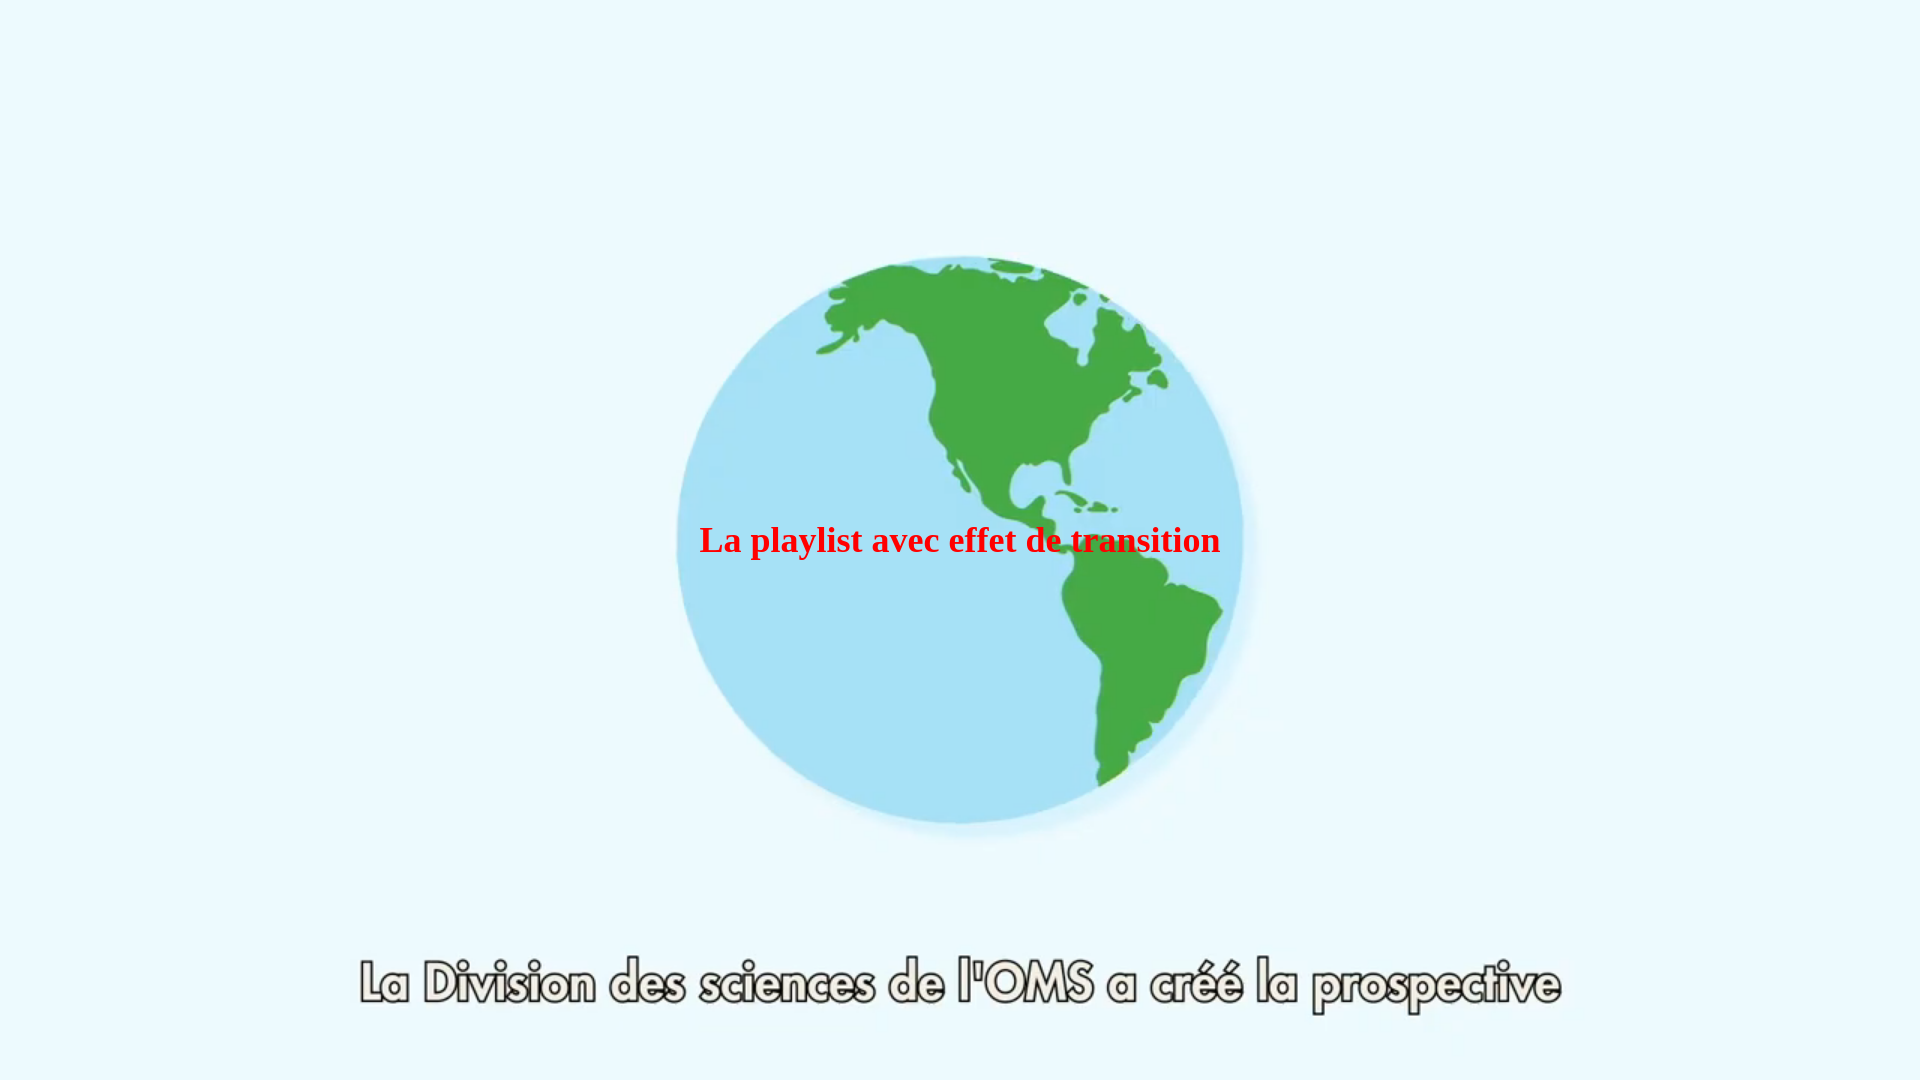 La playlist avec effet de transition
La Division des sciences de l'OMS a créé la prospective